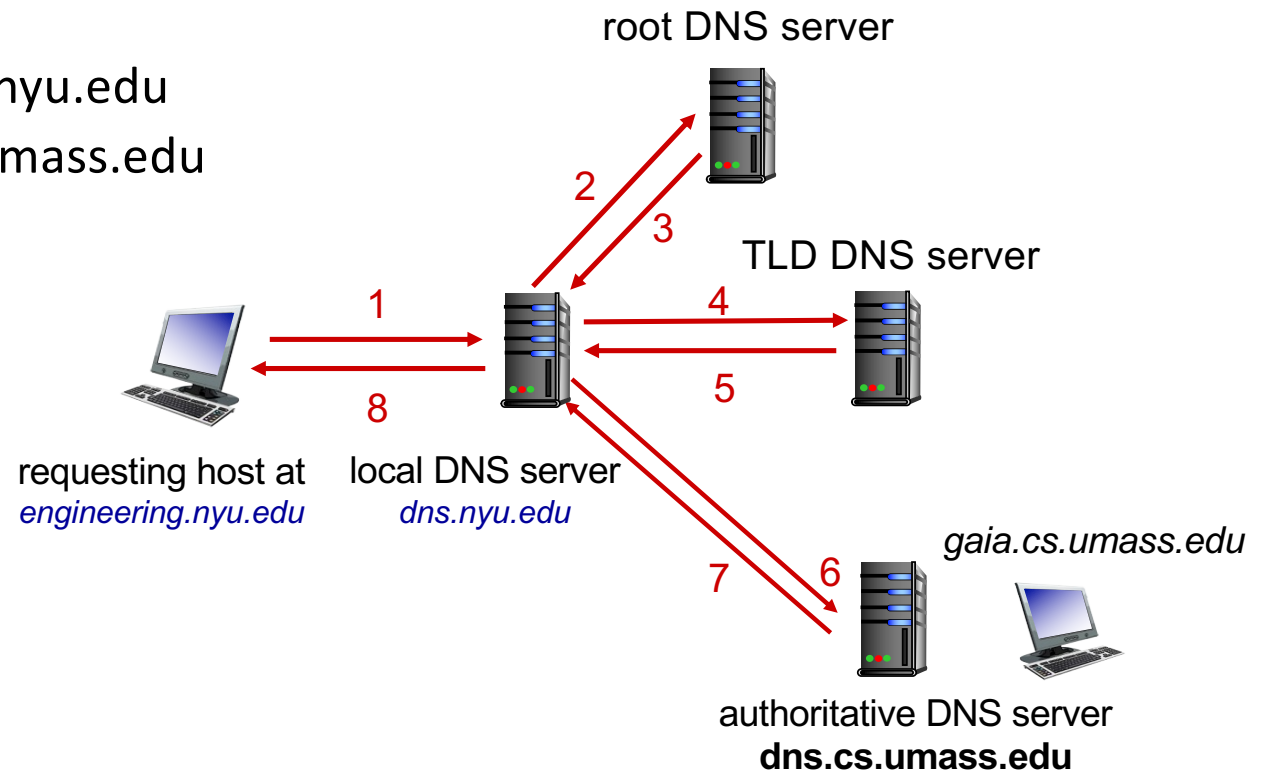 root DNS server
nyu.edu
mass.edu
2
3
TLD DNS server
1
4
5
8
requesting host at
engineering.nyu.edu
local DNS server
dns.nyu.edu
gaia.cs.umass.edu
7
6
authoritative DNS server
dns.cs.umass.edu